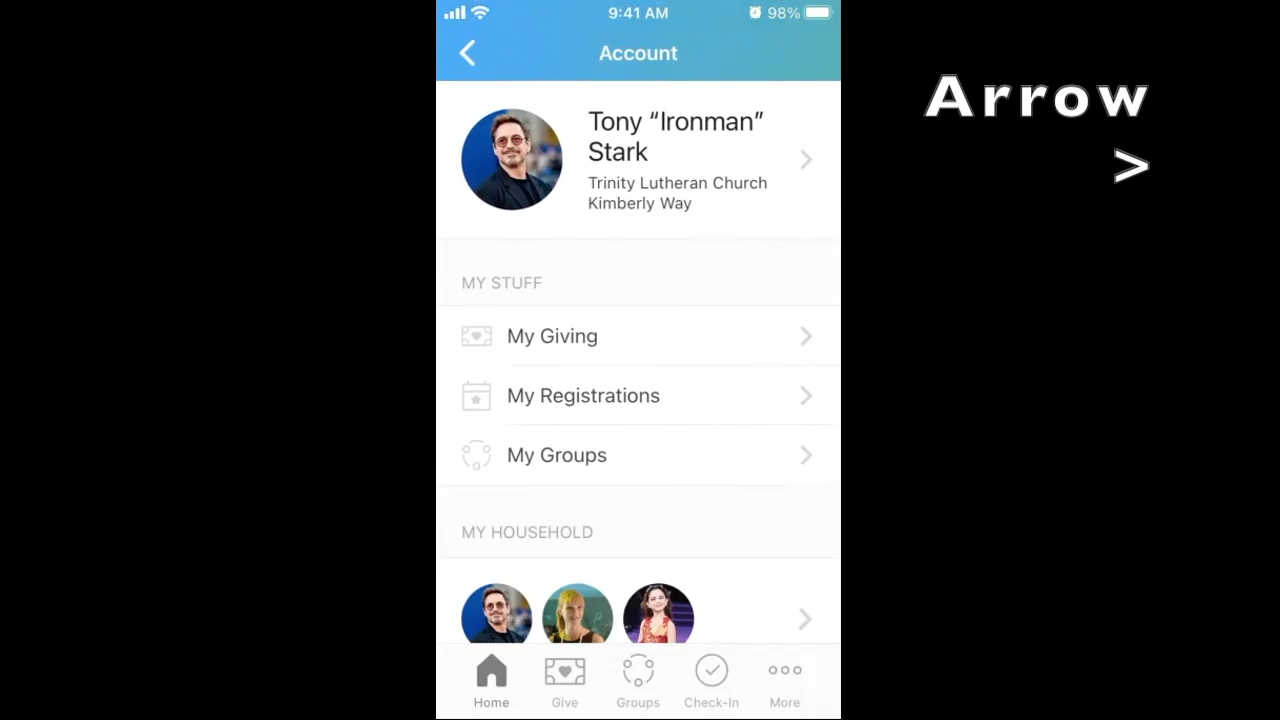 9:41 AM
98%
Account
Arrow
>
Tony “Ironman”
Stark
Trinity Lutheran Church
Kimberly Way
MY STUFF
My Giving
My Registrations
My Groups
MY HOUSEHOLD
Home Give Groups Check-In More